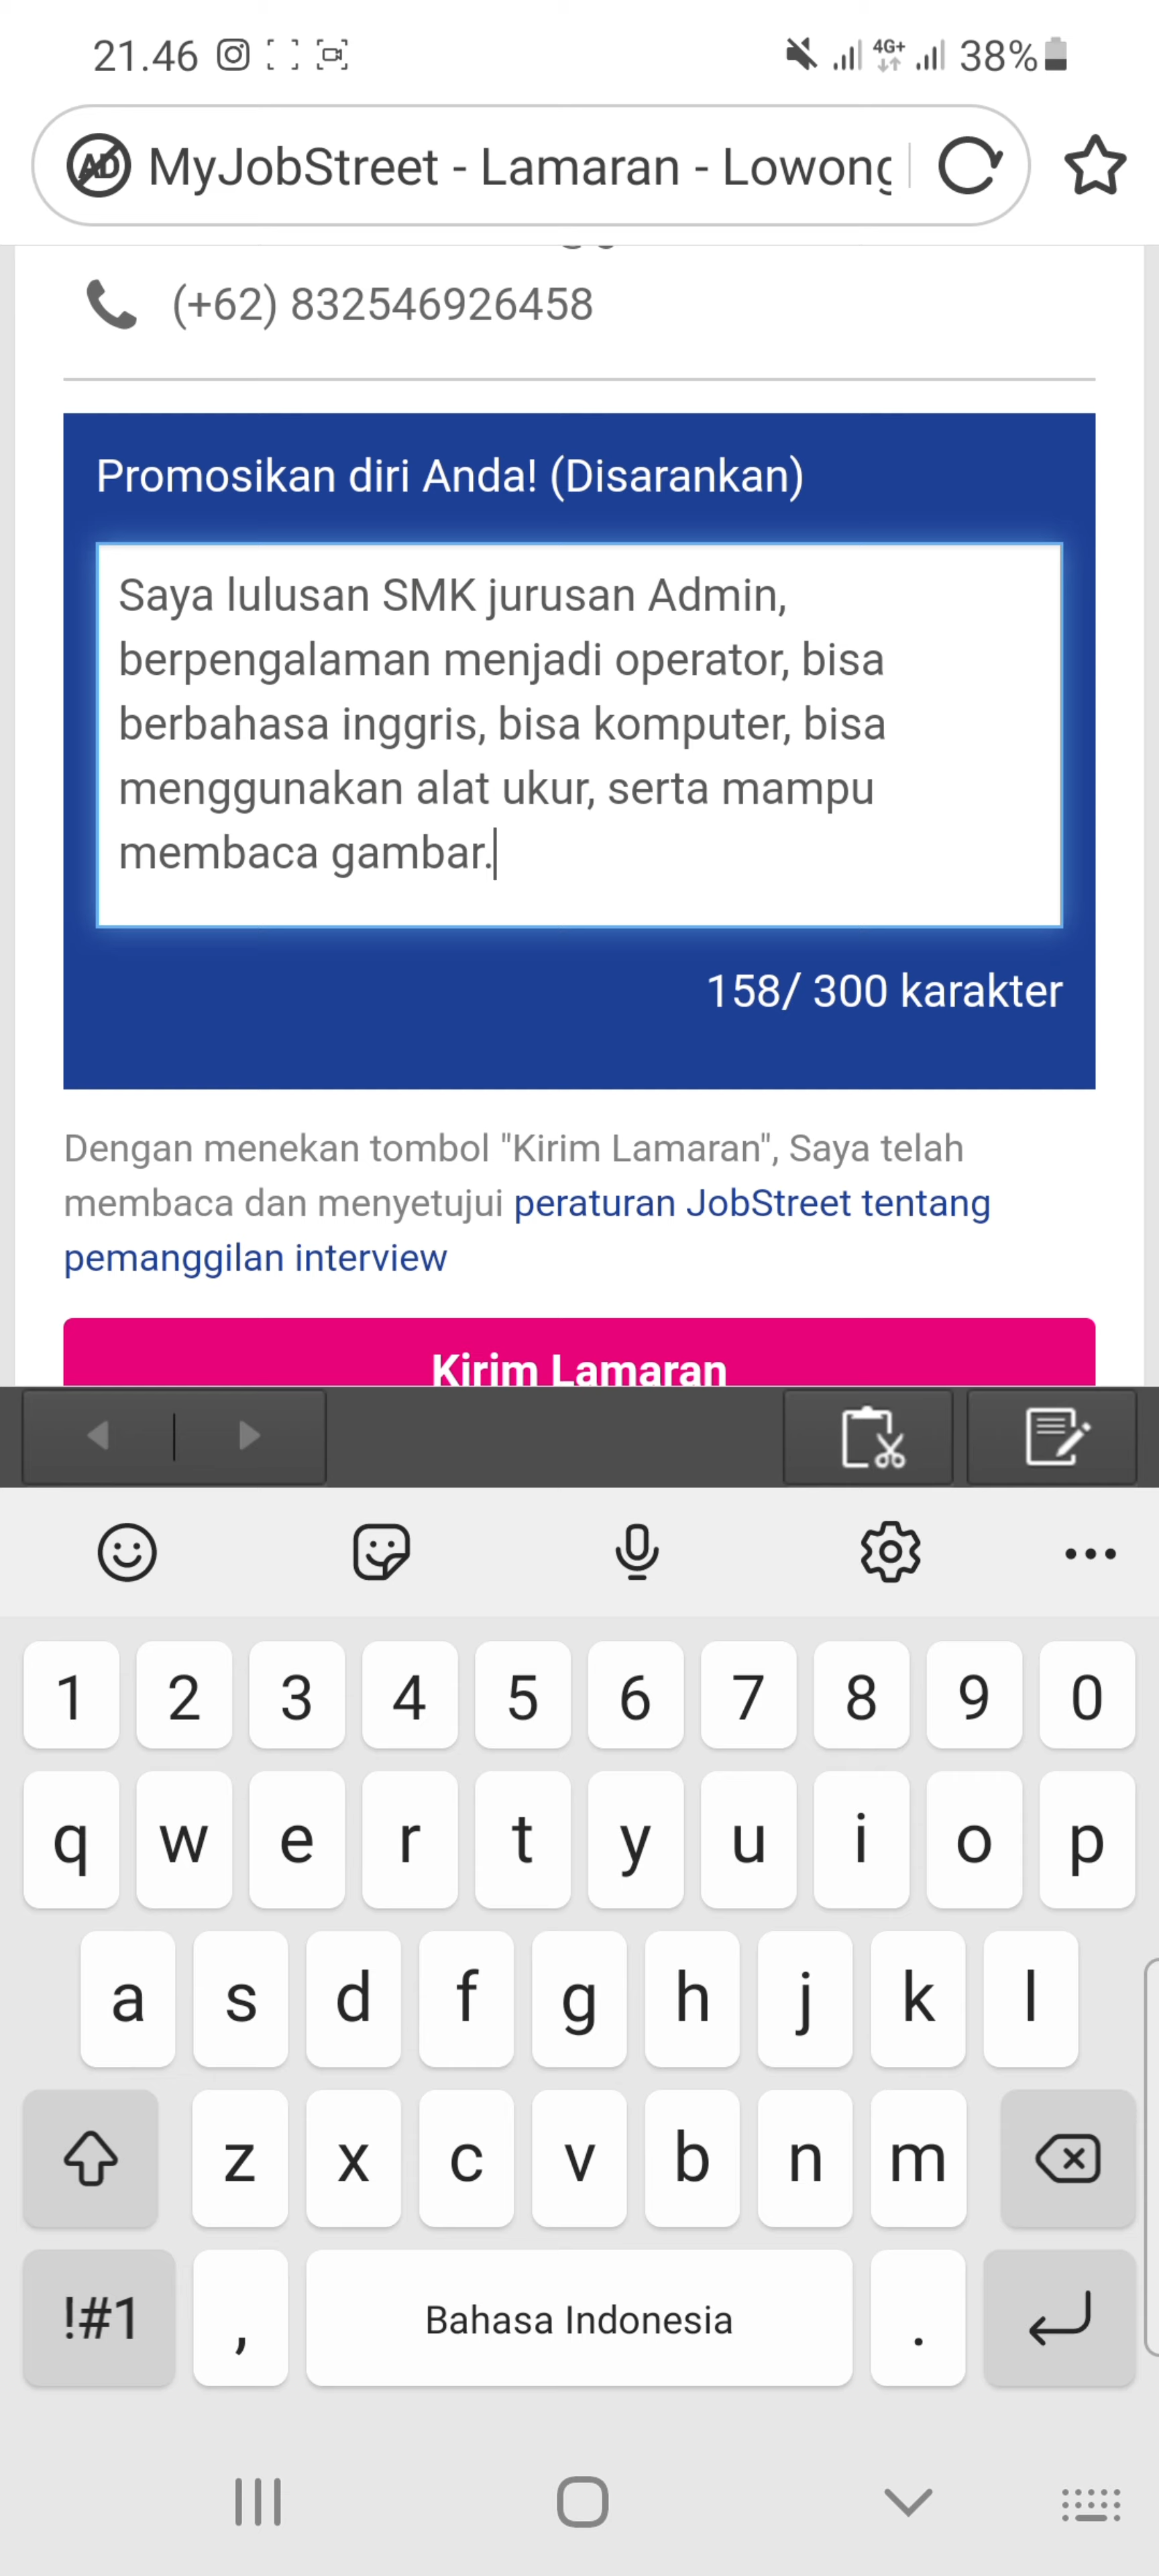 21.46 4G+ 38%
AD MyJobStreet - Lamaran - Lowong
(+62) 832546926458
Promosikan diri Anda! (Disarankan)
Saya lulusan SMK jurusan Admin,
berpengalaman menjadi operator, bisa
berbahasa inggris, bisa komputer, bisa
menggunakan alat ukur, serta mampu
membaca gambar.
158/ 300 karakter
Dengan menekan tombol "Kirim Lamaran", Saya telah
membaca dan menyetujui peraturan JobStreet tentang
pemanggilan interview
Kirim Lamaran
1 2 3 4 5 6 7 8 9 0
q w e r t y u i o p
a s d f g h j k l
z x c v b n m
!#1 , Bahasa Indonesia .